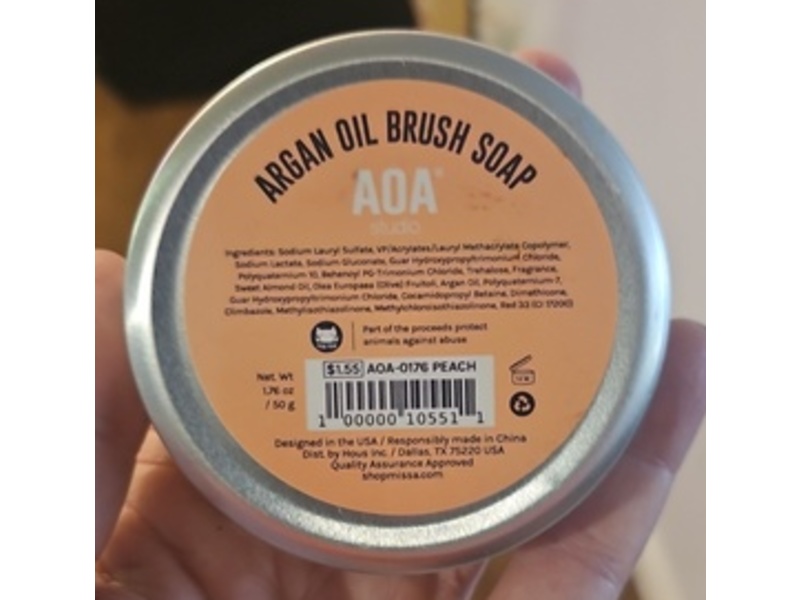 ARGAN OIL BRUSH SOAP
AOA®
studio
Ingredients: Sodium Lauryl Sulfate, VP/Acrylates/Lauryl Methacrylate Copolymer,
Sodium Lactate, Sodium Gluconate, Guar Hydroxypropyltrimonium Chloride,
Polyquaternium 10, Behenoyl PG-Trimonium Chloride, Trehalose, Fragrance,
Sweet Almond Oil, Olea Europaea (Olive) Fruitoil, Argan Oil, Polyquaternium-7,
Guar Hydroxypropyltrimonium Chloride, Cocamidopropyl Betaine, Dimethicone,
Climbazole, Methylisothiazolinone, Methylchloroisothiazolinone, Red 33 (CI 17200)
Part of the proceeds protect
animals against abuse
Net. Wt
1.76 oz
/ 50 g
$1.55 AOA-0176 PEACH
1 00000 10551 1
Designed in the USA / Responsibly made in China
Dist. by Hous Inc. / Dallas, TX 75220 USA
Quality Assurance Approved
shopmissa.com